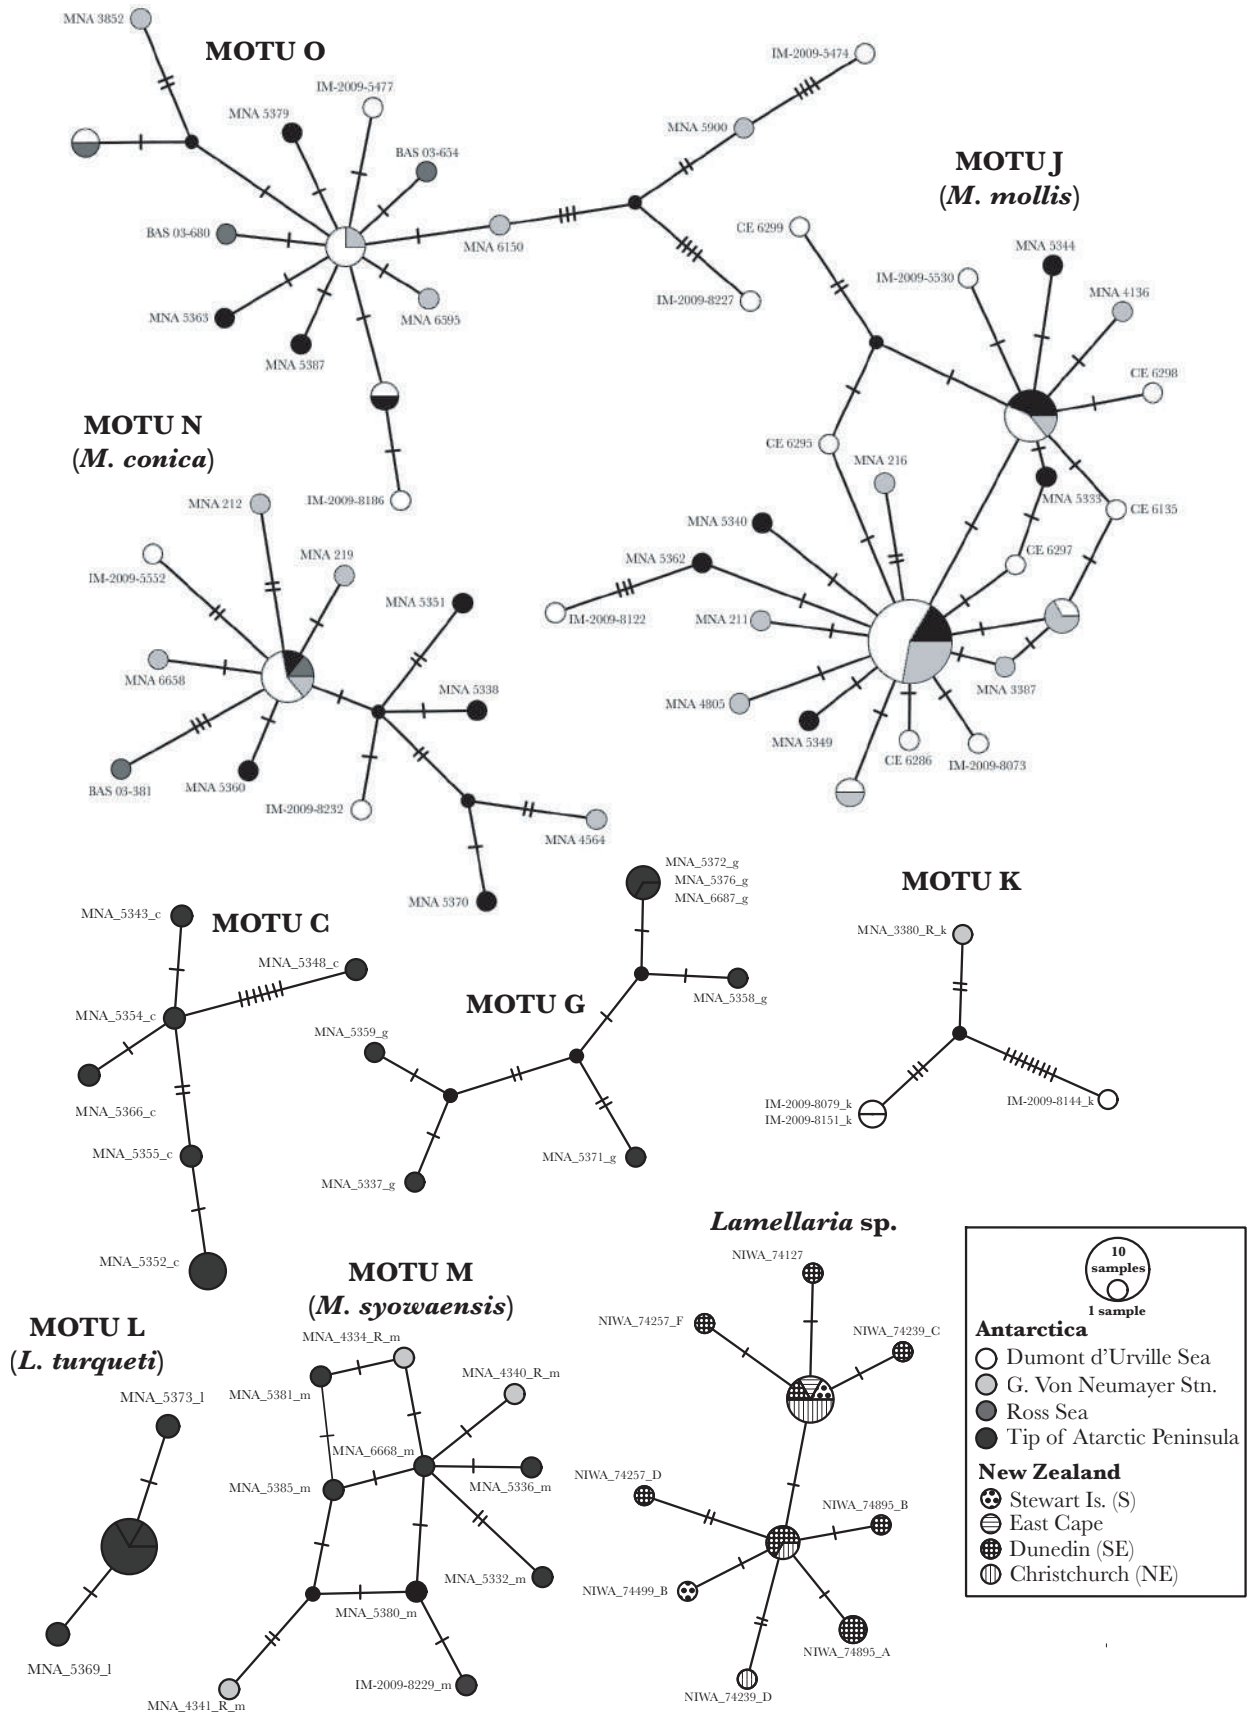 MNA 3852
MOTU O
IM-2009-5474
IM-2009-5477
MNA 5379
MNA 5900
BAS 03-654
MOTU J
(M. mollis)
BAS 03-680
MNA 6150
CE 6299
MNA 5344
IM-2009-5530
MNA 4136
IM-2009-8227
MNA 5363
MNA 6595
MNA 5387
CE 6298
MOTU N
(M. conica)
CE 6295
MNA 216
IM-2009-8186
MNA 212
MNA 5333
CE 6135
MNA 5340
MNA 219
CE 6297
IM-2009-5552
MNA 5362
MNA 5351
IM-2009-8122
MNA 211
MNA 6658
MNA 5338
MNA 3387
MNA 4805
MNA 5349
CE 6286
IM-2009-8073
BAS 03-381
MNA 5360
IM-2009-8232
MNA 4564
MNA 5370
MNA_5372_g
MNA_5376_g
MNA_6687_g
MOTU K
MNA_5343_c
MOTU C
MNA_3380_R_k
MNA_5348_c
MNA_5358_g
MOTU G
MNA_5354_c
MNA_5359_g
MNA_5366_c
IM-2009-8079_k
IM-2009-8151_k
IM-2009-8144_k
MNA_5355_c
MNA_5371_g
MNA_5337_g
Lamellaria sp.
MNA_5352_c
NIWA_74127
MOTU M
(M. syowaensis)
MOTU L
(L. turqueti)
NIWA_74257_F
NIWA_74239_C
MNA_4334_R_m
MNA_4340_R_m
MNA_5381_m
MNA_5373_l
MNA_6668_m
MNA_5385_m
MNA_5336_m
NIWA_74257_D
NIWA_74895_B
MNA_5332_m
NIWA_74499_B
MNA_5380_m
NIWA_74895_A
MNA_5369_l
IM-2009-8229_m
NIWA_74239_D
MNA_4341_R_m
10
samples
1 sample
Antarctica
Dumont d'Urville Sea
G. Von Neumayer Stn.
Ross Sea
Tip of Atarctic Peninsula
New Zealand
Stewart Is. (S)
East Cape
Dunedin (SE)
Christchurch (NE)